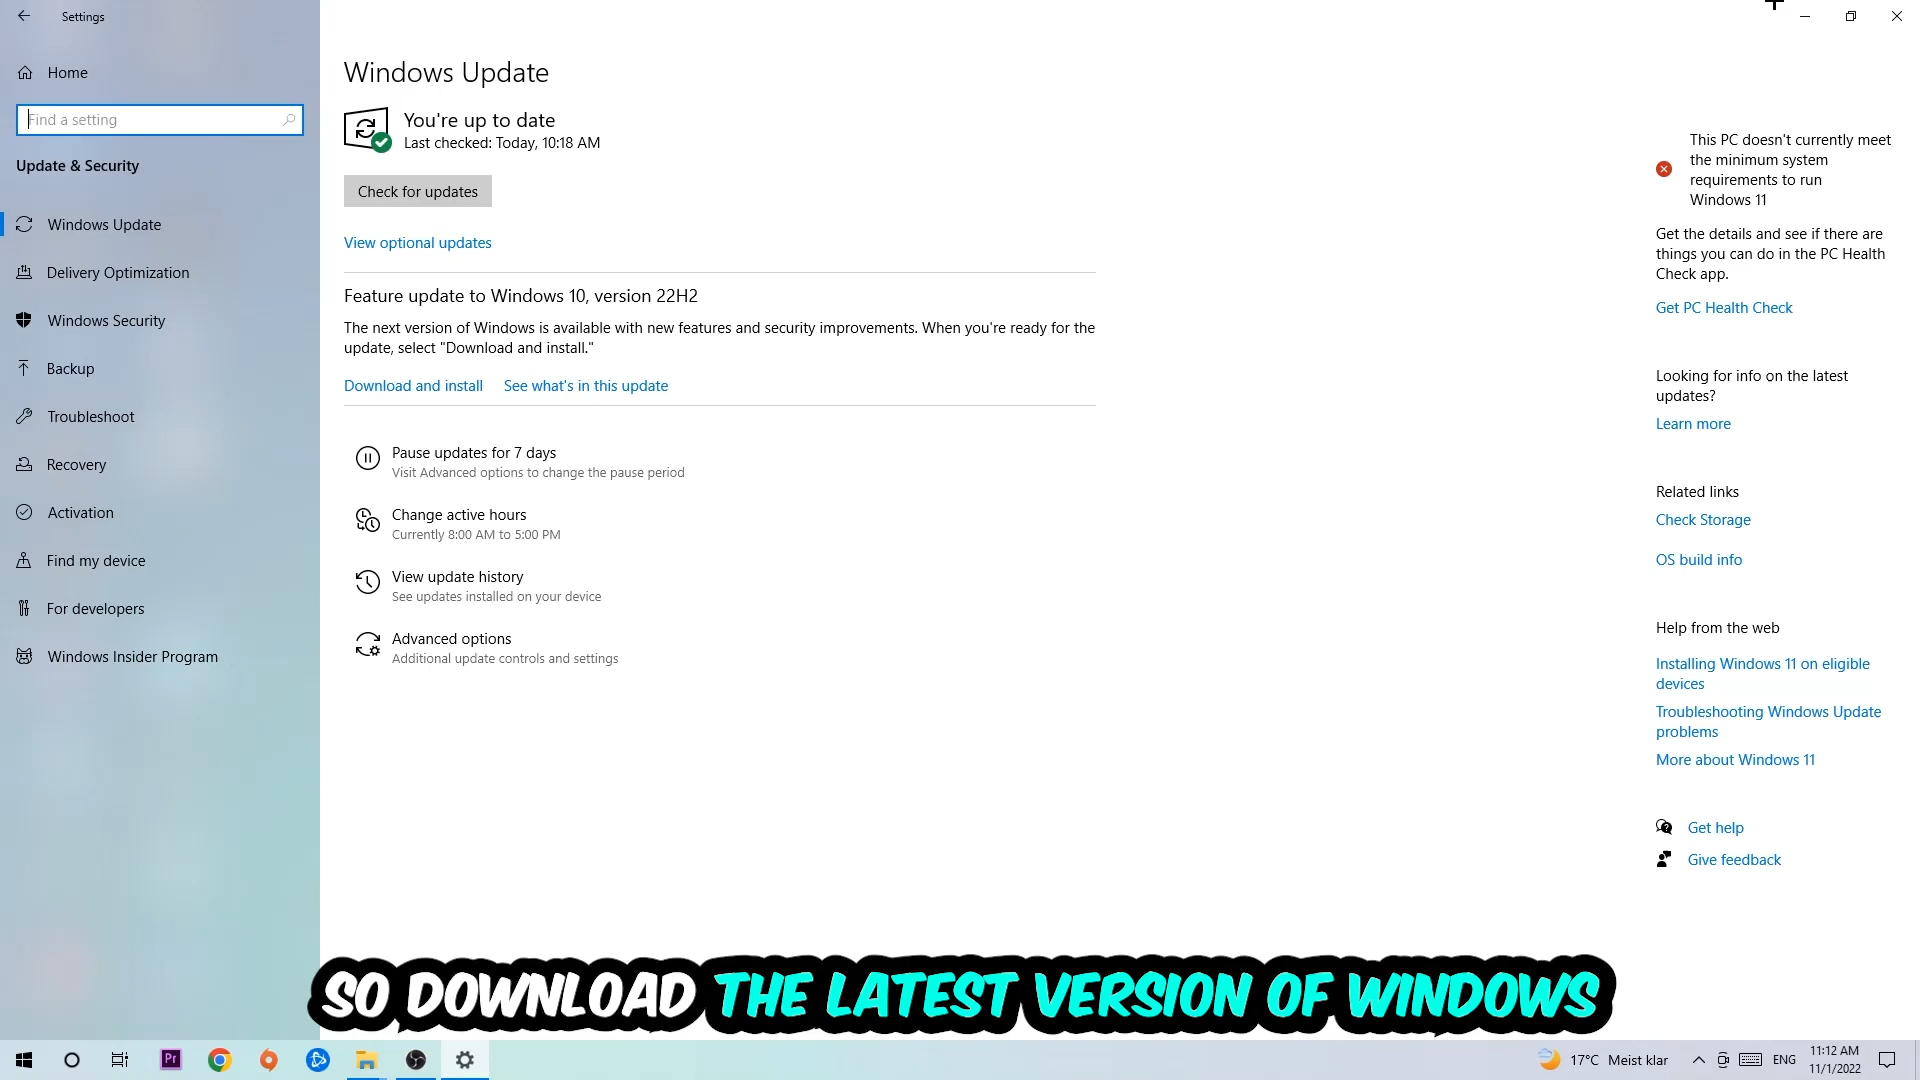 Settings
Home
Find a setting
Update & Security
Windows Update
Delivery Optimization
Windows Security
Backup
Troubleshoot
Recovery
Activation
Find my device
For developers
Windows Insider Program
Windows Update
You're up to date
Last checked: Today, 10:18 AM
Check for updates
View optional updates
Feature update to Windows 10, version 22H2
The next version of Windows is available with new features and security improvements. When you're ready for the
update, select "Download and install."
Download and install See what's in this update
Pause updates for 7 days
Visit Advanced options to change the pause period
Change active hours
Currently 8:00 AM to 5:00 PM
View update history
See updates installed on your device
Advanced options
Additional update controls and settings
This PC doesn't currently meet
the minimum system
requirements to run
Windows 11
Get the details and see if there are
things you can do in the PC Health
Check app.
Get PC Health Check
Looking for info on the latest
updates?
Learn more
Related links
Check Storage
OS build info
Help from the web
Installing Windows 11 on eligible
devices
Troubleshooting Windows Update
problems
More about Windows 11
Get help
Give feedback
SO DOWNLOAD THE LATEST VERSION OF WINDOWS
Pr
17°C Meist klar
ENG
11:12 AM
11/1/2022